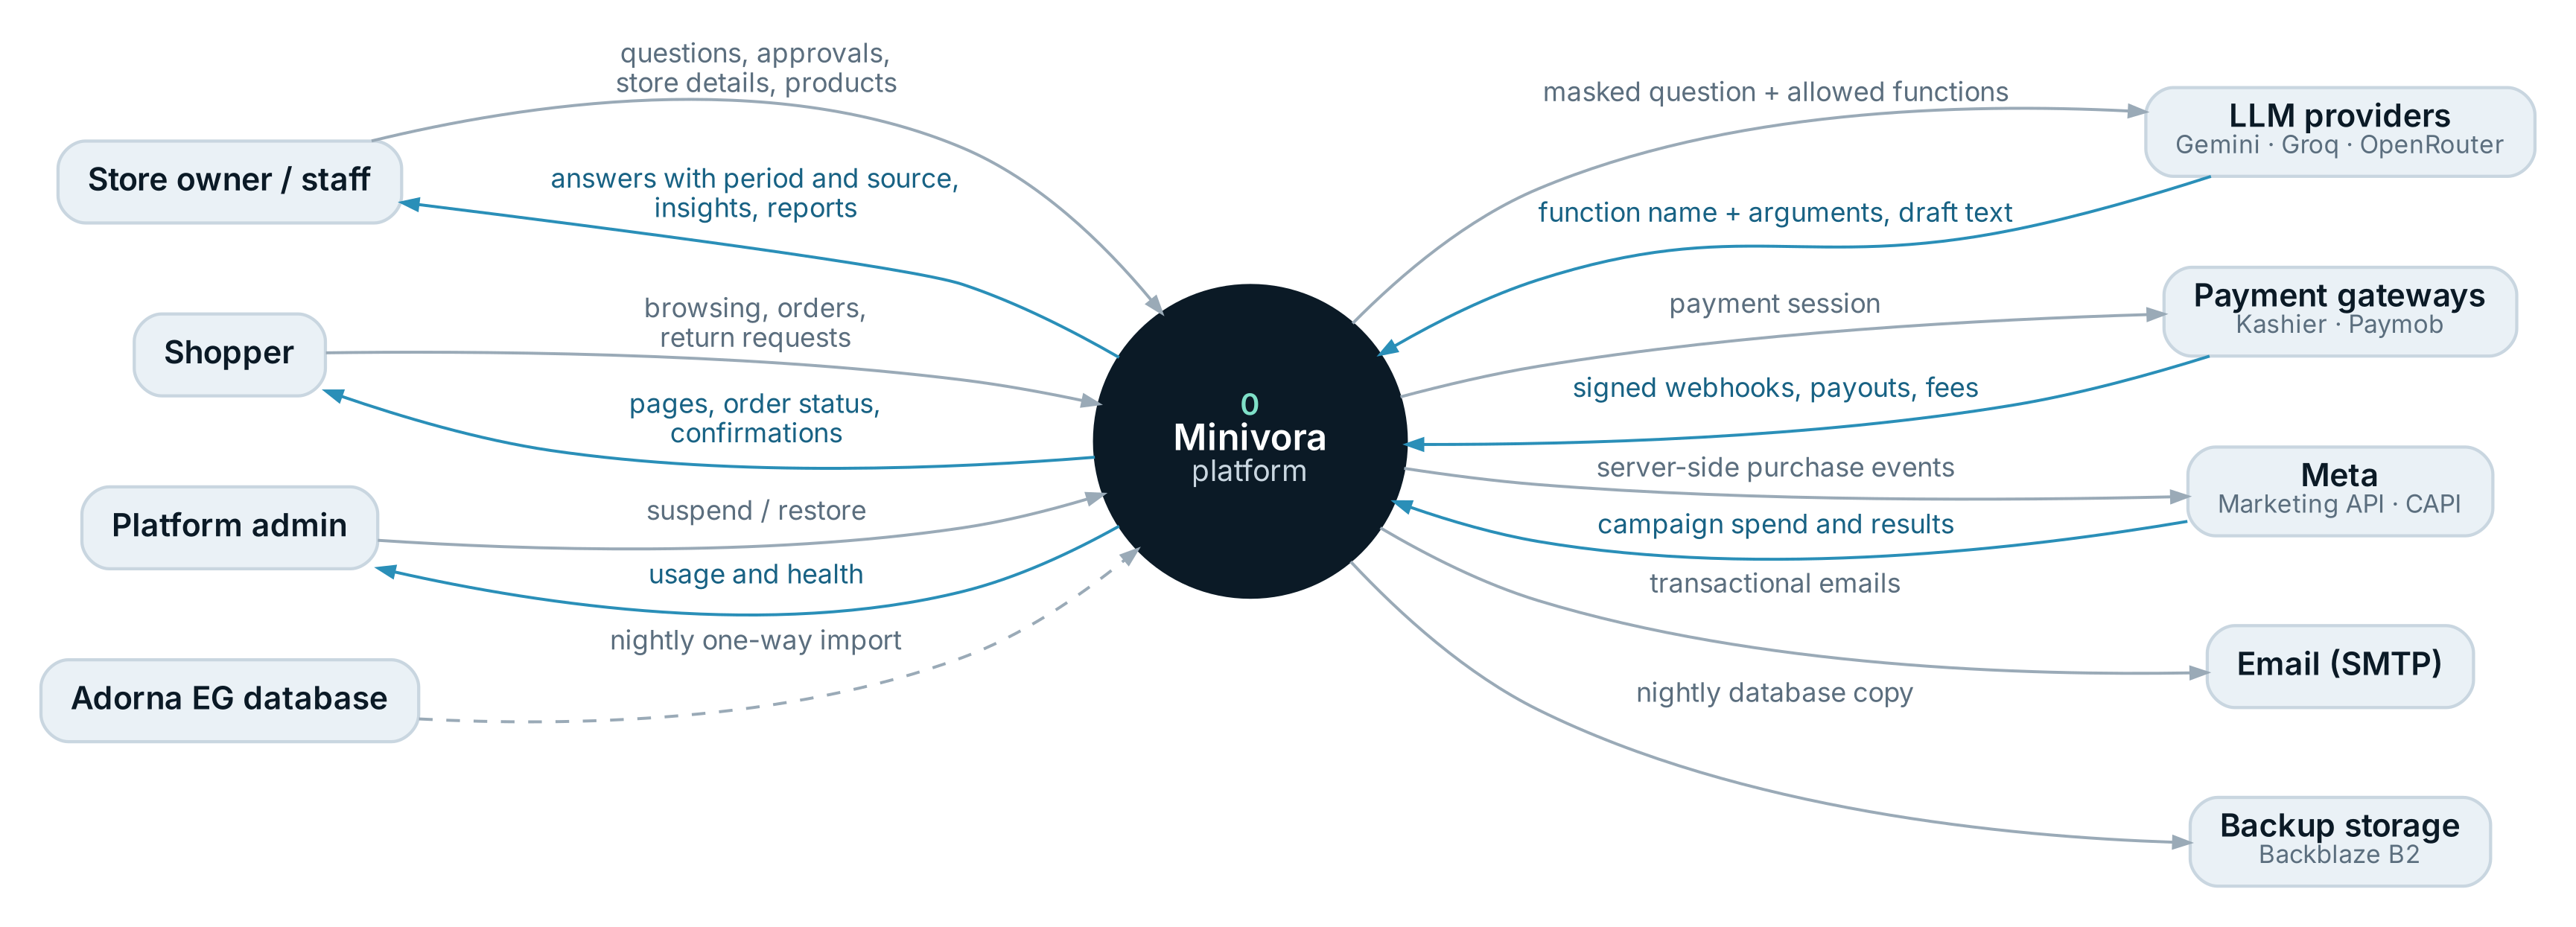 questions, approvals,
store details, products
Store owner / staff
answers with period and source,
insights, reports
browsing, orders,
return requests
Shopper
pages, order status,
confirmations
suspend / restore
Platform admin
usage and health
nightly one-way import
Adorna EG database
0
Minivora
platform
masked question + allowed functions
LLM providers
Gemini · Groq · OpenRouter
function name + arguments, draft text
payment session
Payment gateways
Kashier · Paymob
signed webhooks, payouts, fees
server-side purchase events
Meta
Marketing API · CAPI
campaign spend and results
transactional emails
Email (SMTP)
nightly database copy
Backup storage
Backblaze B2